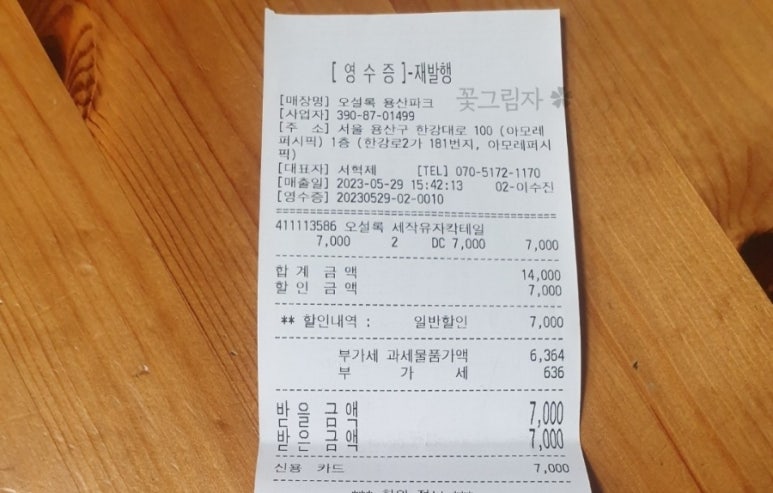 [ 영 수 증 ]-재발행
꽃그림자
[매장명] 오설록 용산파크
[사업자] 390-87-01499
[주 소] 서울 용산구 한강대로 100 (아모레
퍼시픽) 1층 (한강로2가 181번지, 아모레퍼시
픽)
[대표자] 서혁제 [TEL] 070-5172-1170
[매출일] 2023-05-29 15:42:13 02-이수진
[영수증] 20230529-02-0010
411113586 오설록 세작유자칵테일
7,000 2 DC 7,000 7,000
합 계 금 액 14,000
할 인 금 액 7,000
** 할인내역 : 일반할인 7,000
부가세 과세물품가액 6,364
부 가 세 636
받 을 금 액 7,000
받 은 금 액 7,000
신용 카드 7,000